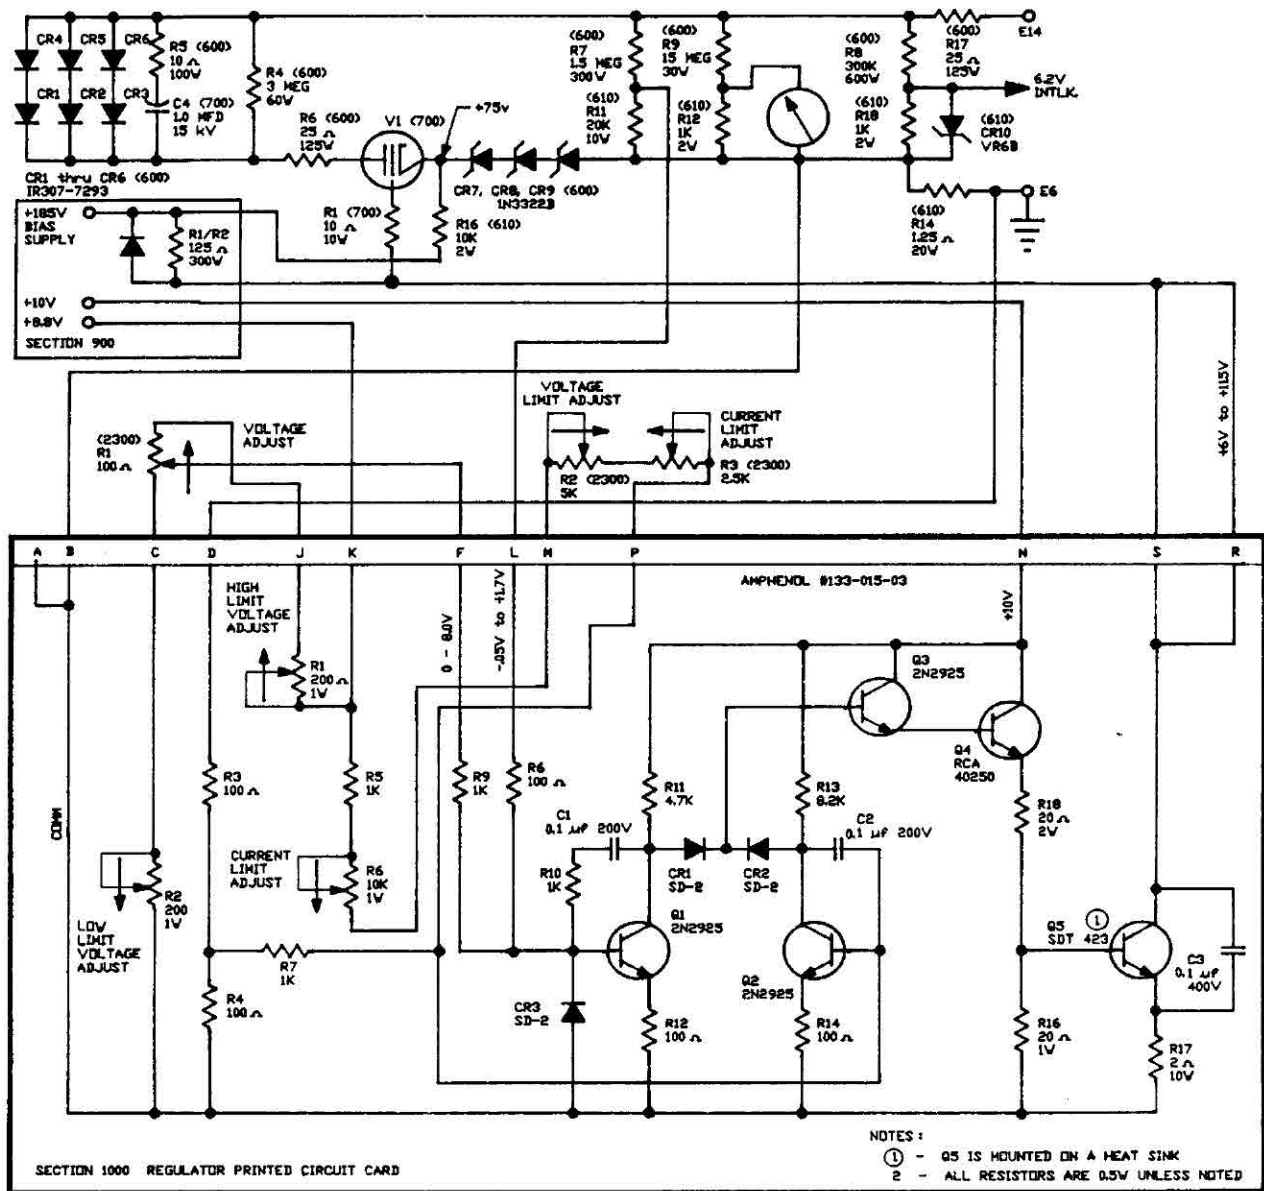 CR4 CR5 CR6
R5 (600)
10 Ω
100W
C4 (700)
1.0 MFD
15 kV
CR1 CR2 CR3
R4 (600)
3 MEG
60W
R6 (600)
25 Ω
125W
V1 (700)
+75v
(600)
R7
1.5 MEG
300W
(600)
R9
15 MEG
30W
(600)
R8
300K
600W
(600)
R17
25 Ω
125W
E14
6.2V
INTLK.
(610)
R11
20K
10W
(610)
R12
1K
2W
(610)
R18
1K
2W
(610)
CR10
VR6B
CR1 thru CR6 (600)
IR307-7293
CR7, CR8, CR9 (600)
1N3322B
E6
+185V
BIAS
SUPPLY
R1/R2
125 Ω
300W
R1 (700)
10 Ω
10W
R16 (610)
10K
2W
(610)
R14
1.25 Ω
20W
+10V
+8.8V
SECTION 900
VOLTAGE
LIMIT ADJUST
CURRENT
LIMIT
ADJUST
VOLTAGE
ADJUST
(2300)
R1
100 Ω
R2 (2300)
5K
R3 (2300)
2.5K
+6V to +115V
A B C D J K F L M P N S R
AMPHENOL #133-015-03
HIGH
LIMIT
VOLTAGE
ADJUST
0 - 8.0V
-.05V to +1.7V
+10V
R1
200 Ω
1W
Q3
2N2925
Q4
RCA
40250
R3
100 Ω
R5
1K
R9
1K
R6
100 Ω
R11
4.7K
R13
8.2K
R18
20 Ω
2W
COMM
C1
0.1 µf 200V
C2
0.1 µf 200V
CURRENT
LIMIT
ADJUST
R6
10K
1W
R10
1K
CR1
SD-2
CR2
SD-2
R2
200
1W
LOW
LIMIT
VOLTAGE
ADJUST
Q1
2N2925
Q5 1
SDT 423
R7
1K
Q2
2N2925
C3
0.1 µf
400V
R4
100 Ω
CR3
SD-2
R12
100 Ω
R14
100 Ω
R16
20 Ω
1W
R17
2 Ω
10W
NOTES :
1 - Q5 IS MOUNTED ON A HEAT SINK
2 - ALL RESISTORS ARE 0.5W UNLESS NOTED
SECTION 1000 REGULATOR PRINTED CIRCUIT CARD